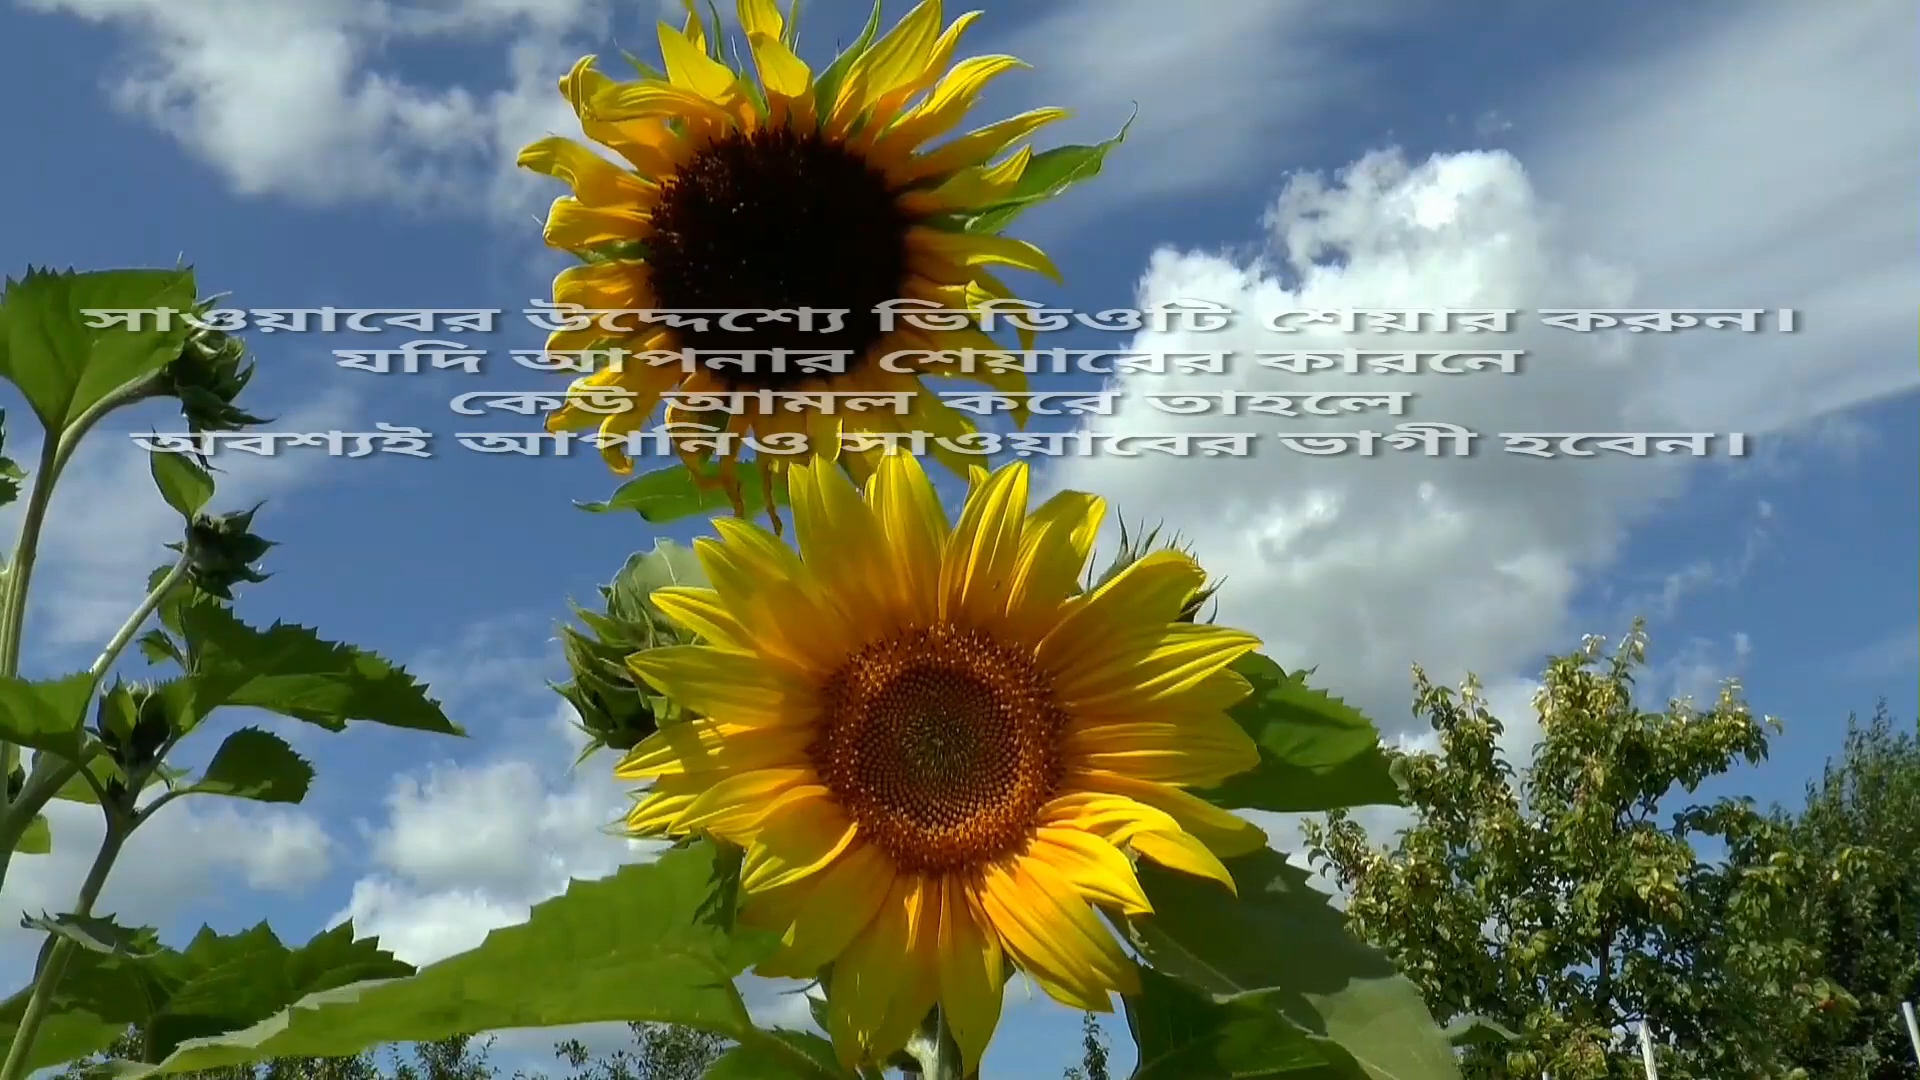 সাওয়াবের উদ্দেশ্যে ভিডিওটি শেয়ার করুন।
যদি আপনার শেয়ারের কারনে
কেউ আমল করে তাহলে
অবশ্যই আপনিও সাওয়াবের ভাগী হবেন।